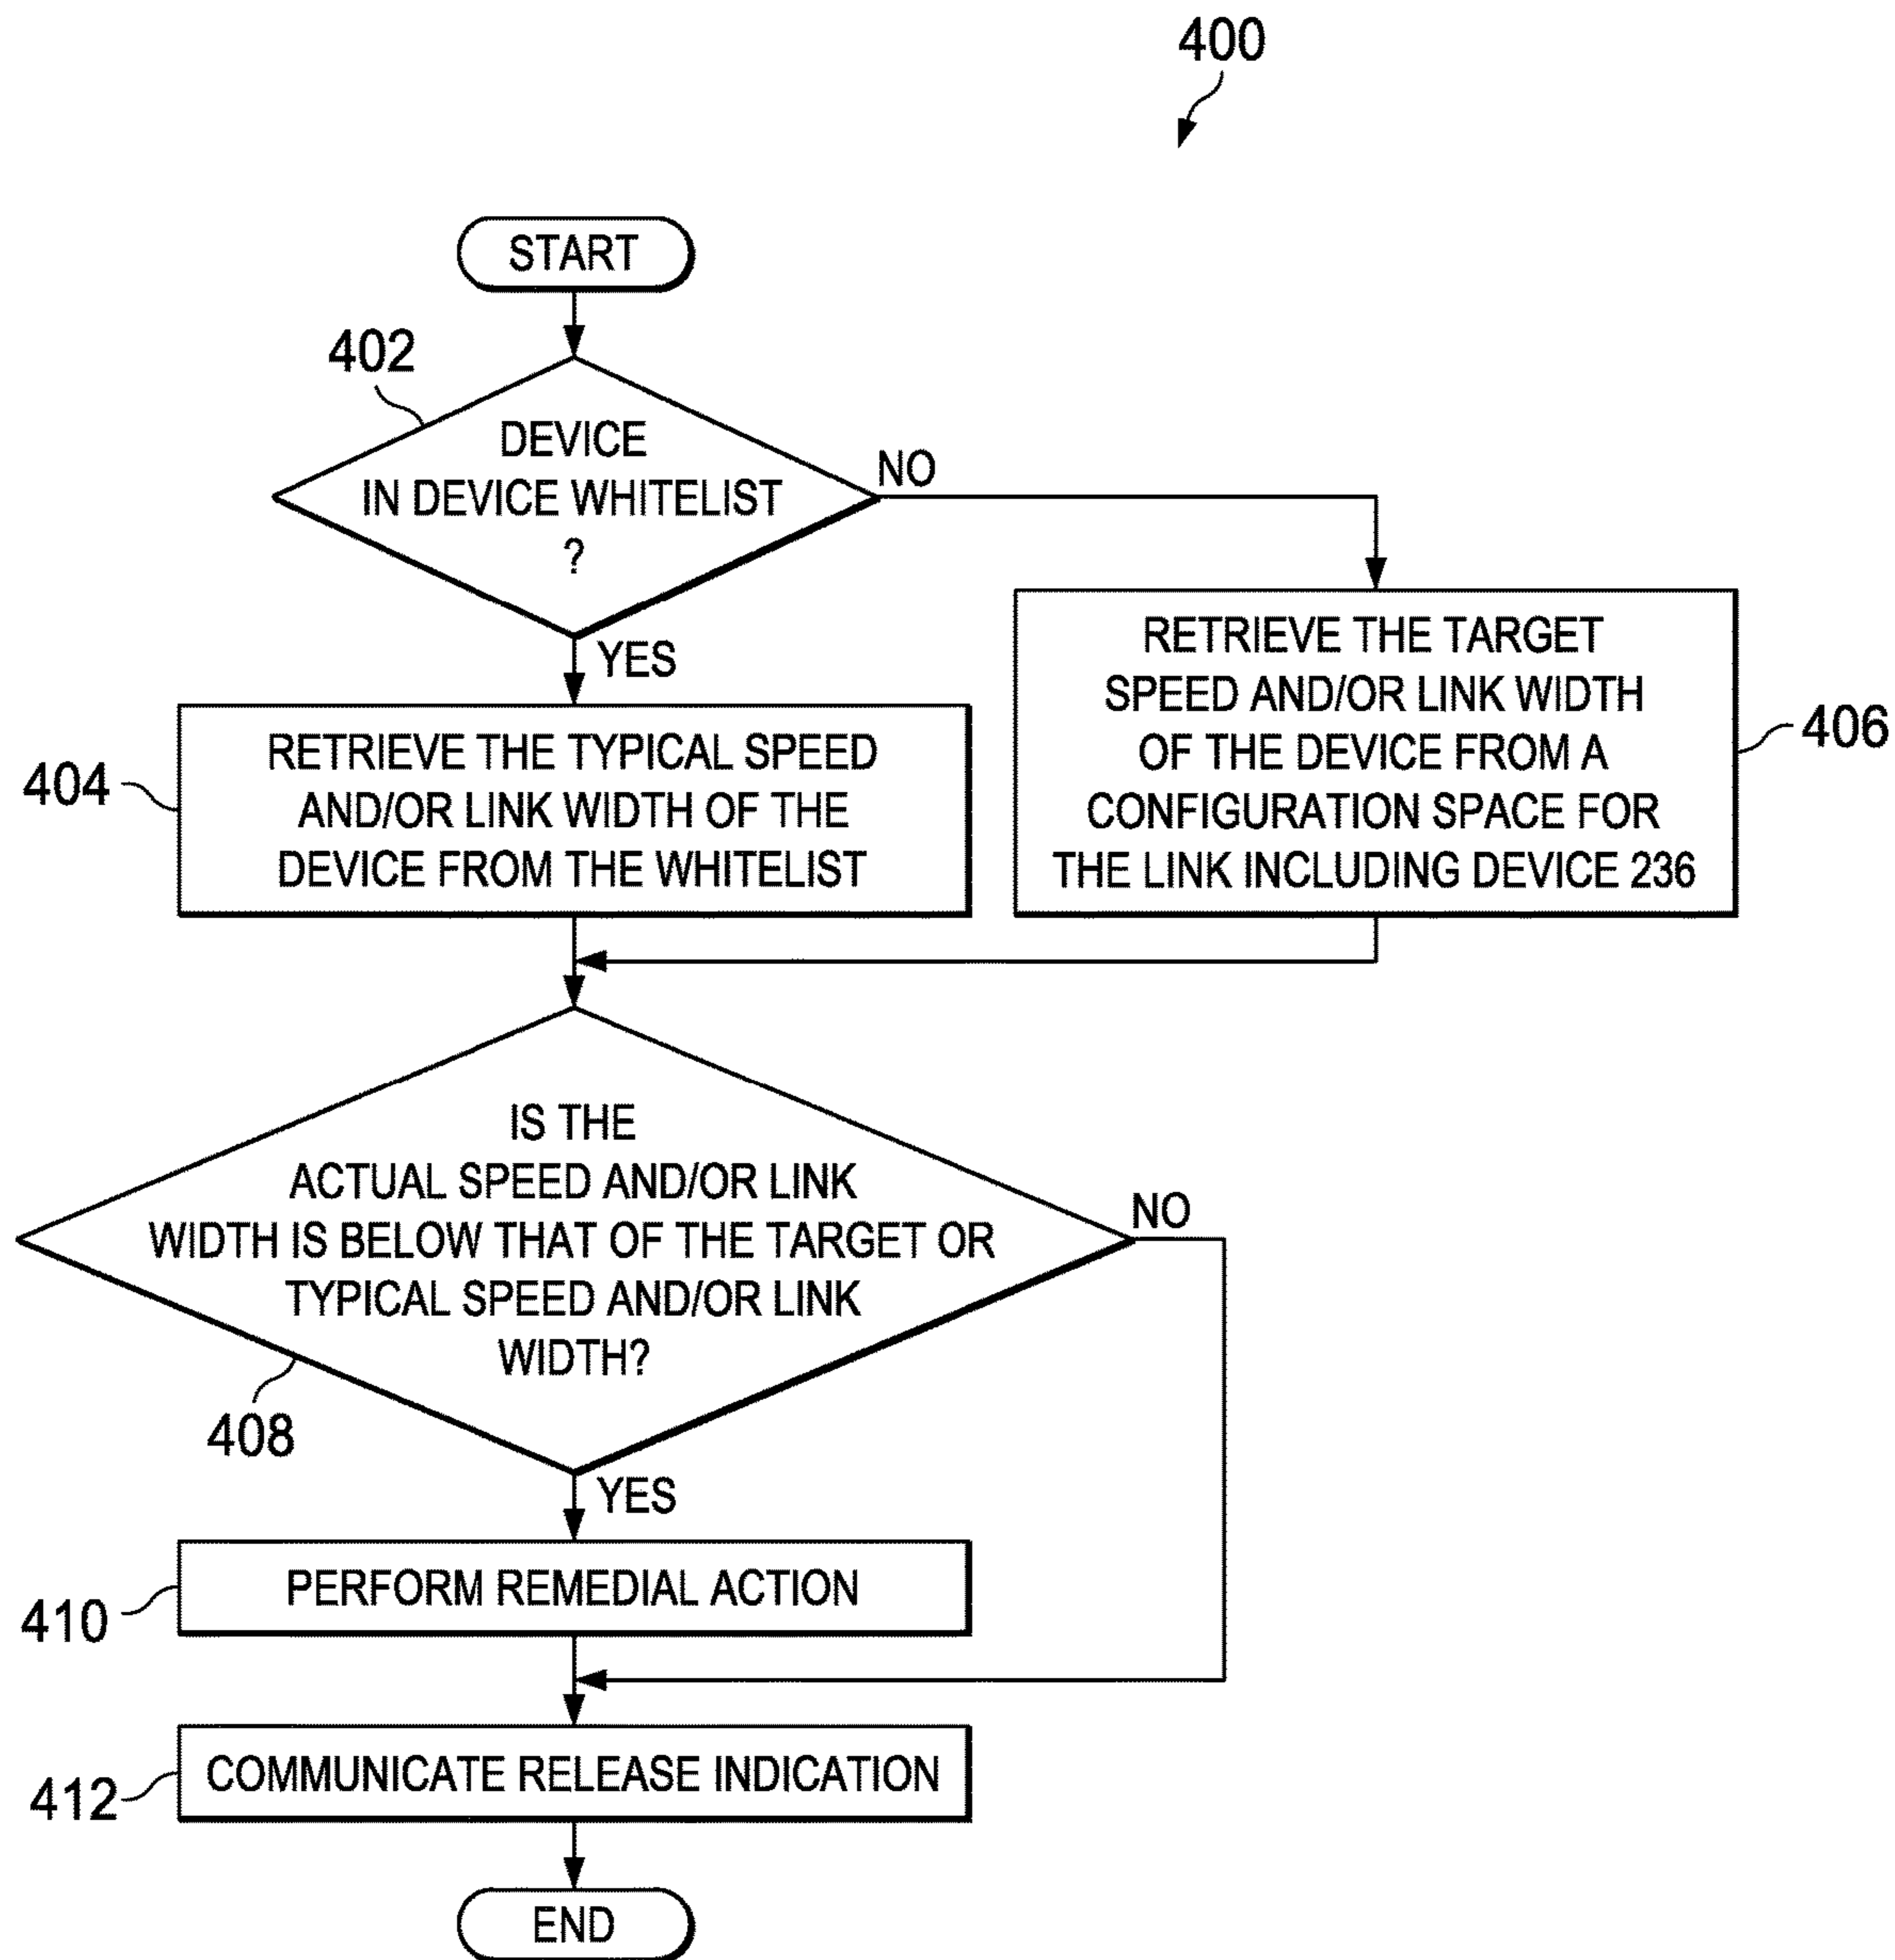 400
START
402
DEVICE
IN DEVICE WHITELIST
?
NO
YES
404
RETRIEVE THE TYPICAL SPEED
AND/OR LINK WIDTH OF THE
DEVICE FROM THE WHITELIST
RETRIEVE THE TARGET
SPEED AND/OR LINK WIDTH
OF THE DEVICE FROM A
CONFIGURATION SPACE FOR
THE LINK INCLUDING DEVICE 236
406
IS THE
ACTUAL SPEED AND/OR LINK
WIDTH IS BELOW THAT OF THE TARGET OR
TYPICAL SPEED AND/OR LINK
WIDTH?
NO
408
YES
410
PERFORM REMEDIAL ACTION
412
COMMUNICATE RELEASE INDICATION
END